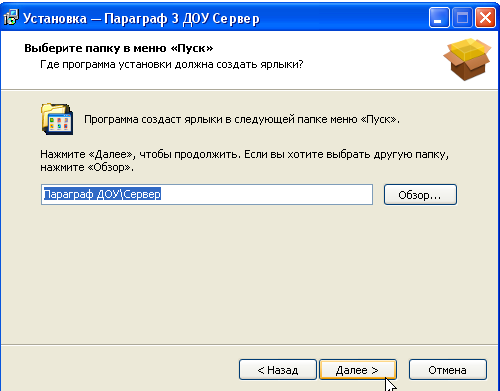 Установка — Параграф 3 ДОУ Сервер
Выберите папку в меню «Пуск»
Где программа установки должна создать ярлыки?
Программа создаст ярлыки в следующей папке меню «Пуск».
Нажмите «Далее», чтобы продолжить. Если вы хотите выбрать другую папку,
нажмите «Обзор».
Параграф ДОУ\Сервер
Обзор...
< Назад
Далее >
Отмена